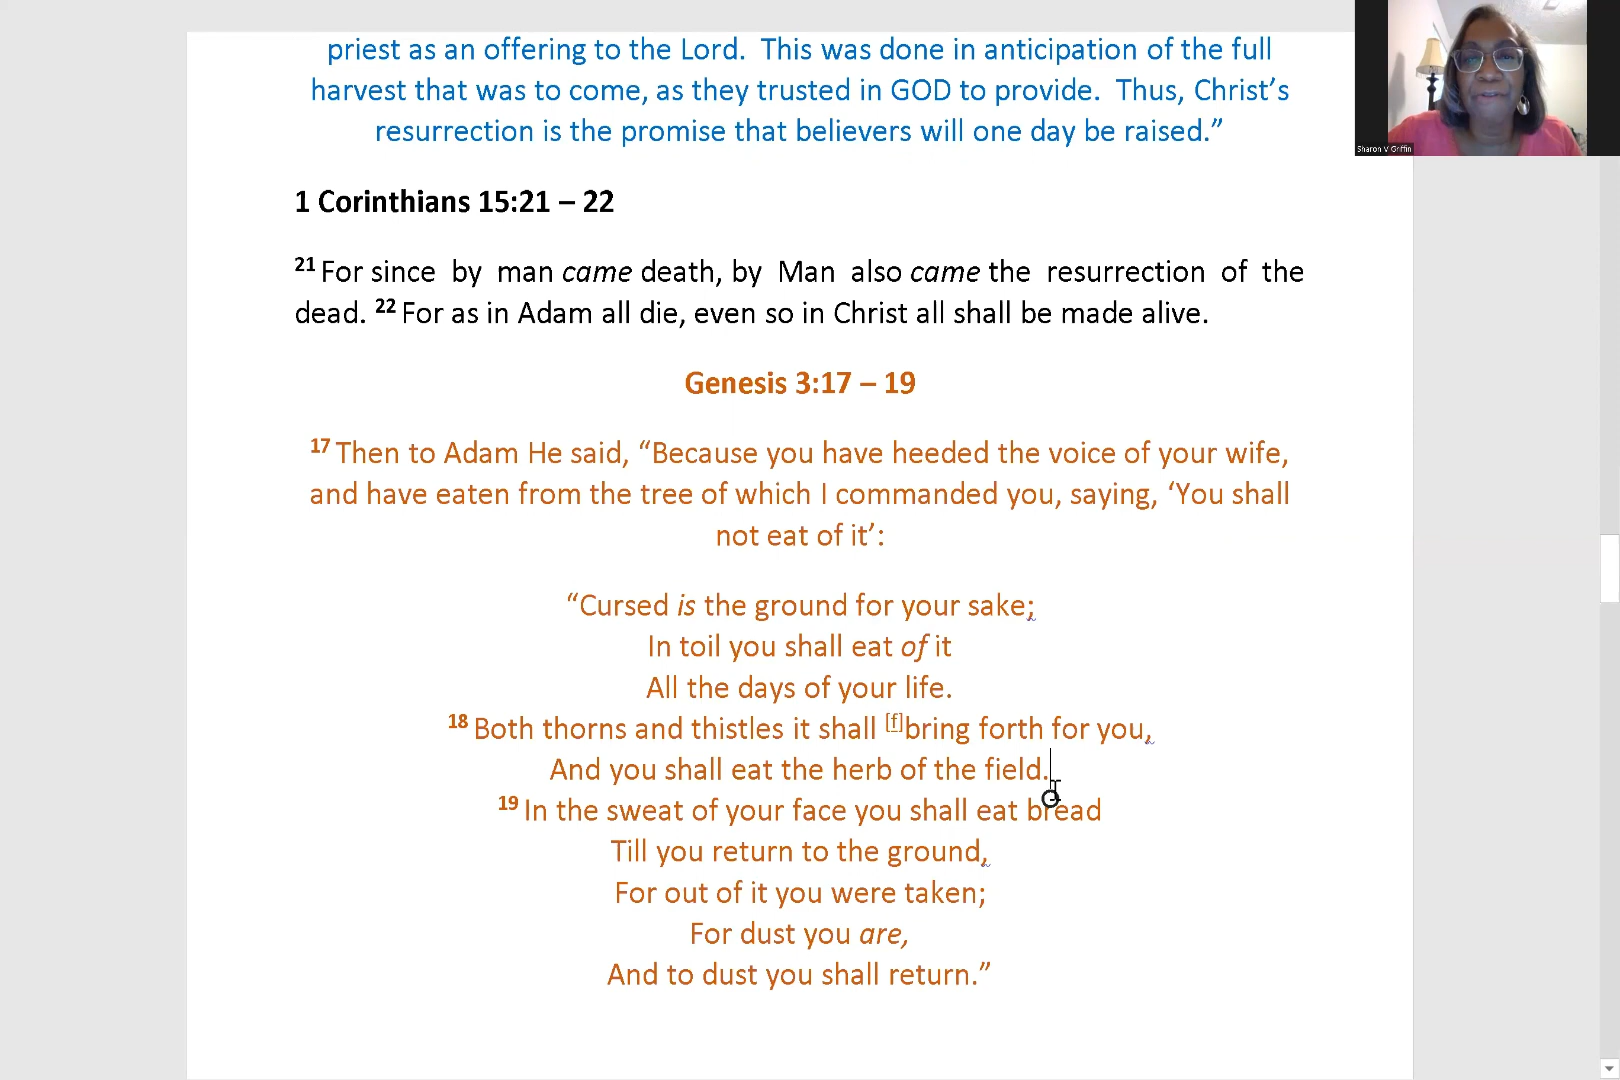 priest as an offering to the Lord.  This was done in anticipation of the full
harvest that was to come, as they trusted in GOD to provide.  Thus, Christ’s
resurrection is the promise that believers will one day be raised.”
Sharon V Griffin
1 Corinthians 15:21 – 22
21 For since by man came death, by Man also came the resurrection of the
dead. 22 For as in Adam all die, even so in Christ all shall be made alive.
Genesis 3:17 – 19
17 Then to Adam He said, “Because you have heeded the voice of your wife,
and have eaten from the tree of which I commanded you, saying, ‘You shall
not eat of it’:
“Cursed is the ground for your sake;
In toil you shall eat of it
All the days of your life.
18 Both thorns and thistles it shall [f]bring forth for you,
And you shall eat the herb of the field.
19 In the sweat of your face you shall eat bread
Till you return to the ground,
For out of it you were taken;
For dust you are,
And to dust you shall return.”